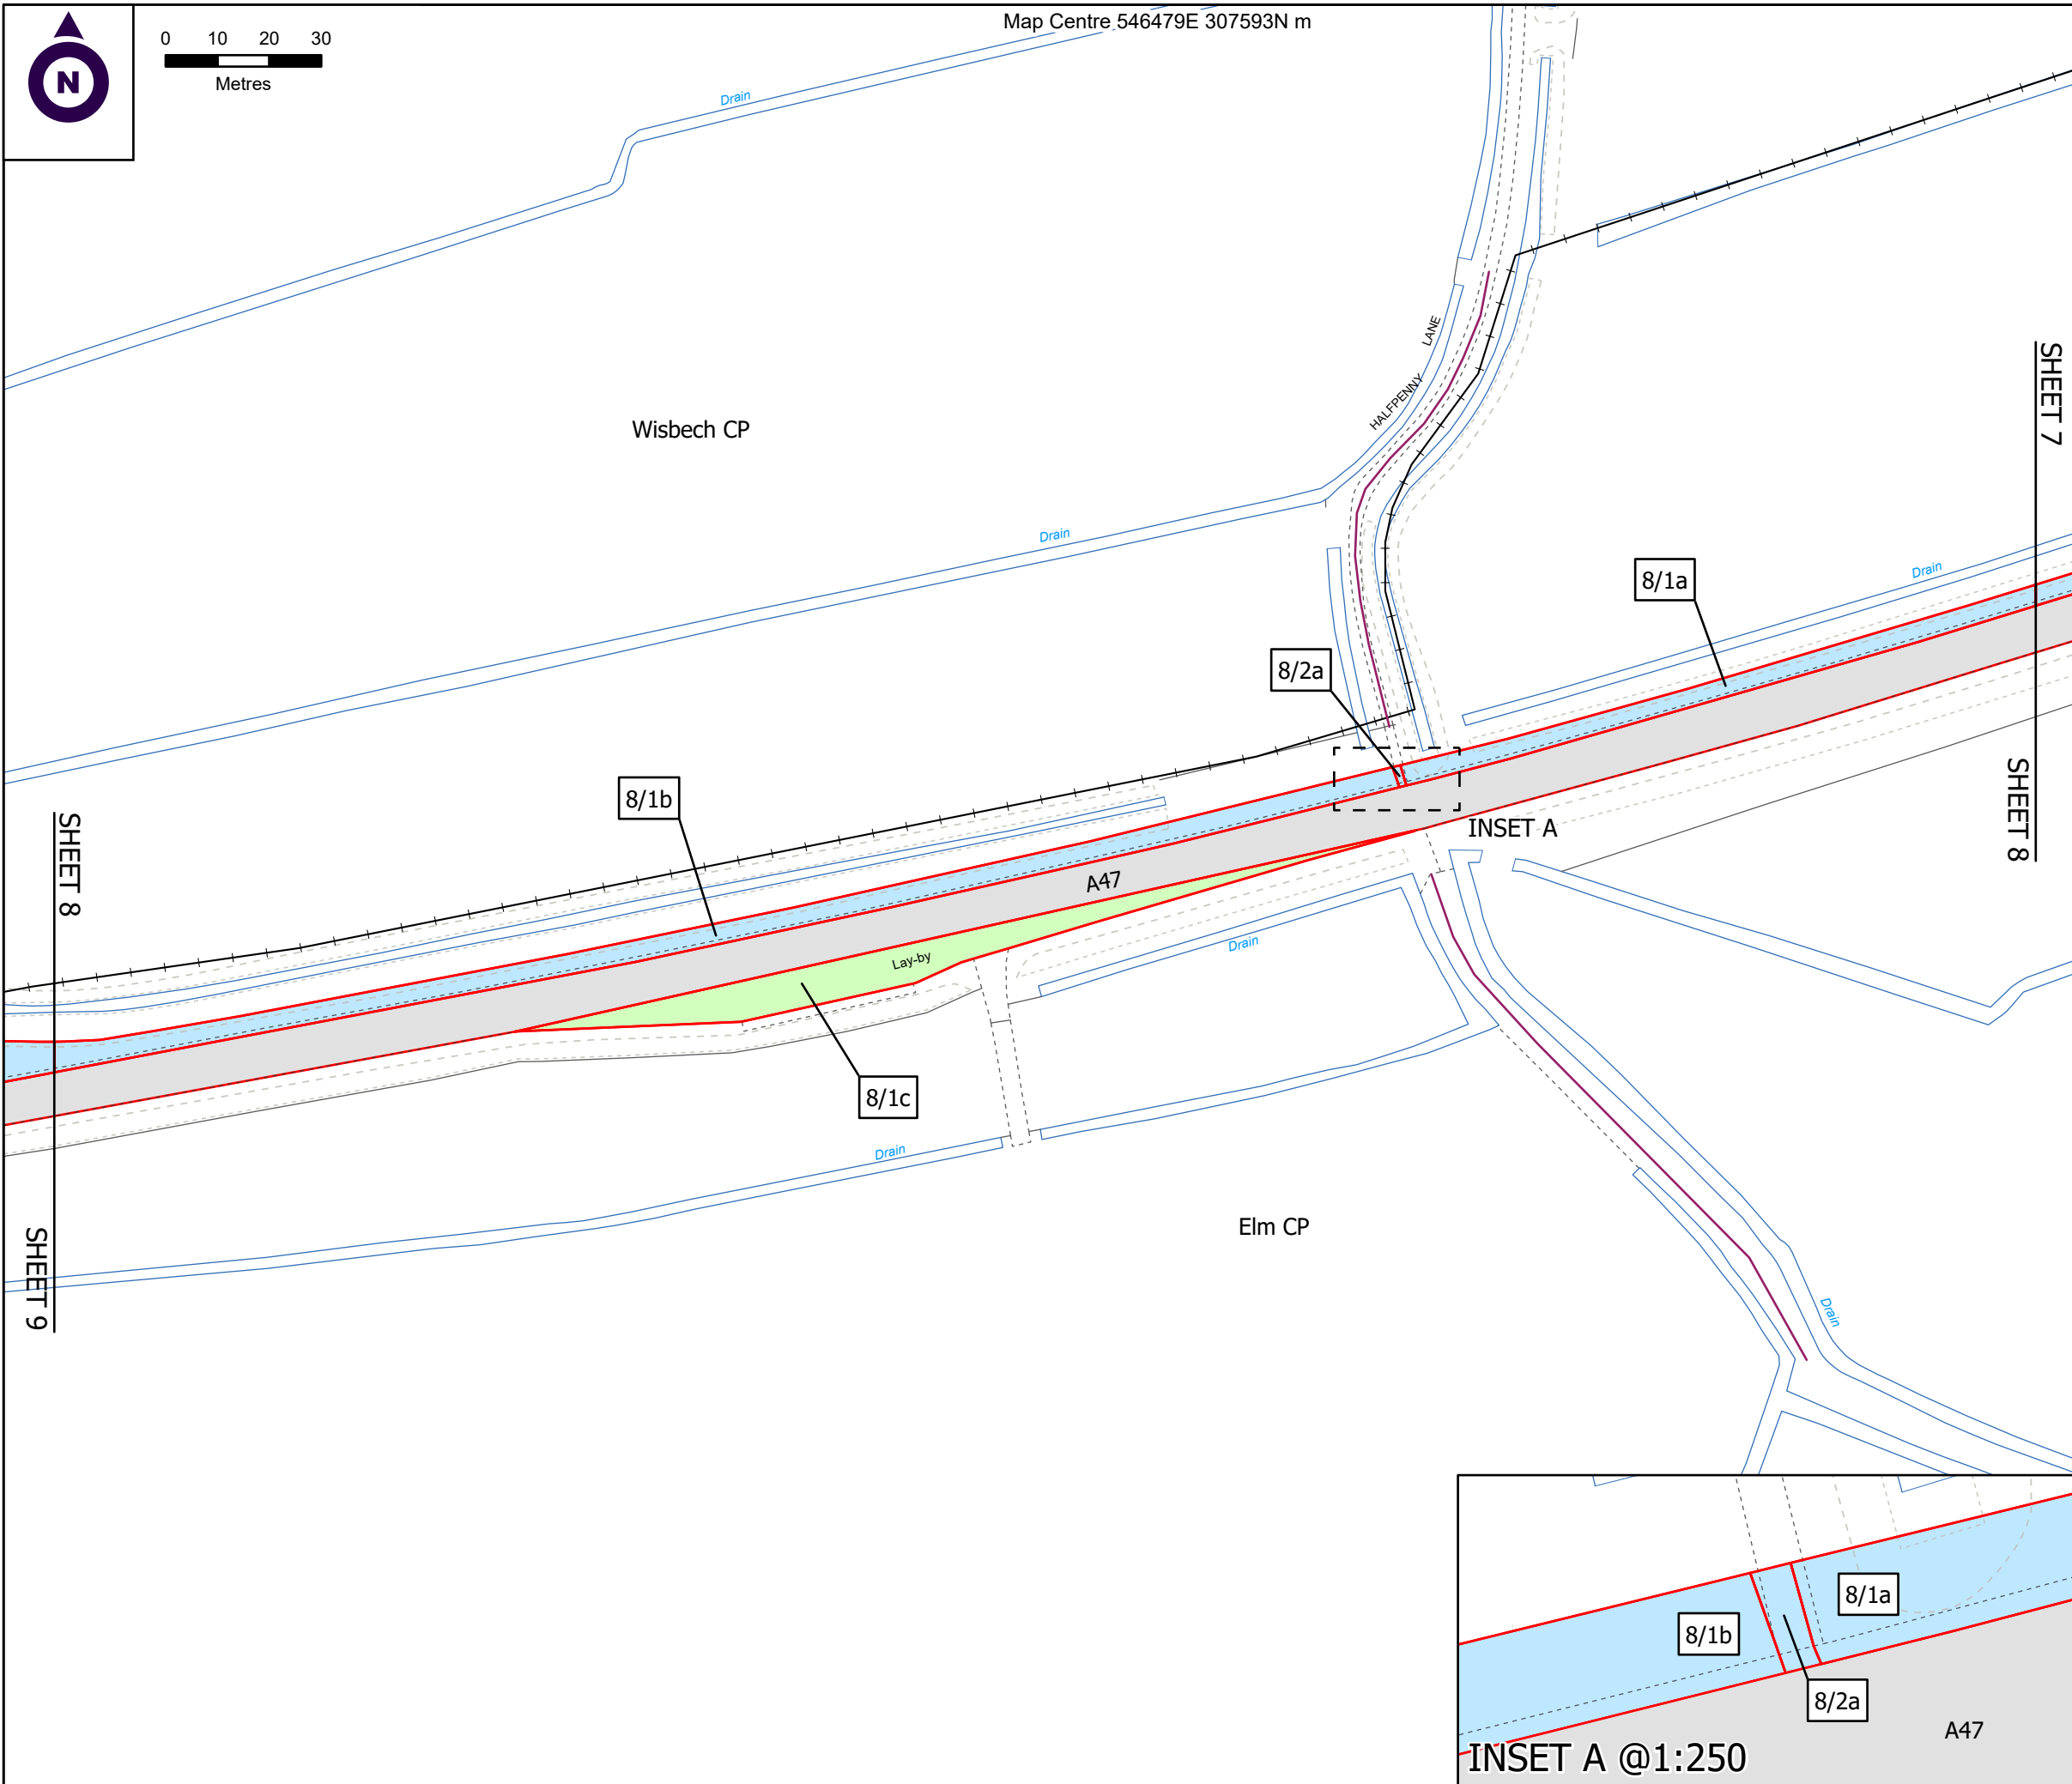 Map Centre 546479E 307593N m
N
0 10 20 30
Metres
Drain
LANE
HALFPENNY
SHEET 7
Wisbech CP
Drain
Drain
8/1a
8/2a
SHEET 8
8/1b
SHEET 8
INSET A
A47
Drain
Lay-by
8/1c
Drain
Elm CP
SHEET 9
Drain
8/1a
8/1b
8/2a
A47
INSET A @1:250